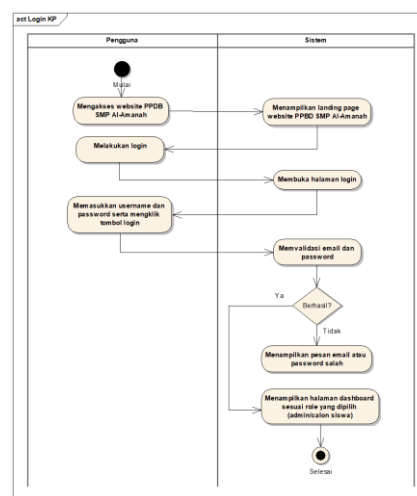 act Login KP
Pengguna
Sistem
Mulai
Mengakses website PPDB
SMP Al-Amanah
Menampilkan landing page
website PPBD SMP Al-Amanah
Melakukan login
Membuka halaman login
Memasukkan username dan
password serta mengklik
tombol login
Memvalidasi email dan
password
Ya
Berhasil?
Tidak
Menampilkan pesan email atau
password salah
Menampilkan halaman dashboard
sesuai role yang dipilih
(admin/calon siswa)
Selesai